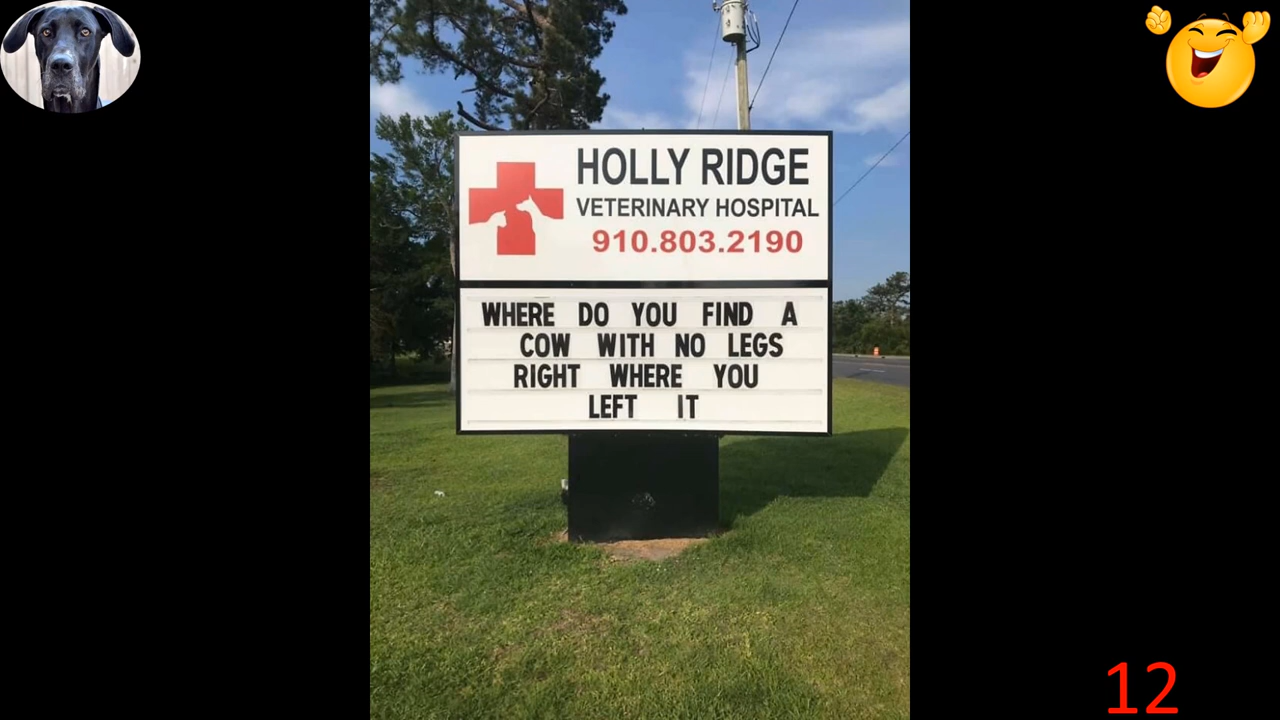 HOLLY RIDGE
VETERINARY HOSPITAL
910.803.2190
WHERE DO YOU FIND A
COW WITH NO LEGS
RIGHT WHERE YOU
LEFT IT
12